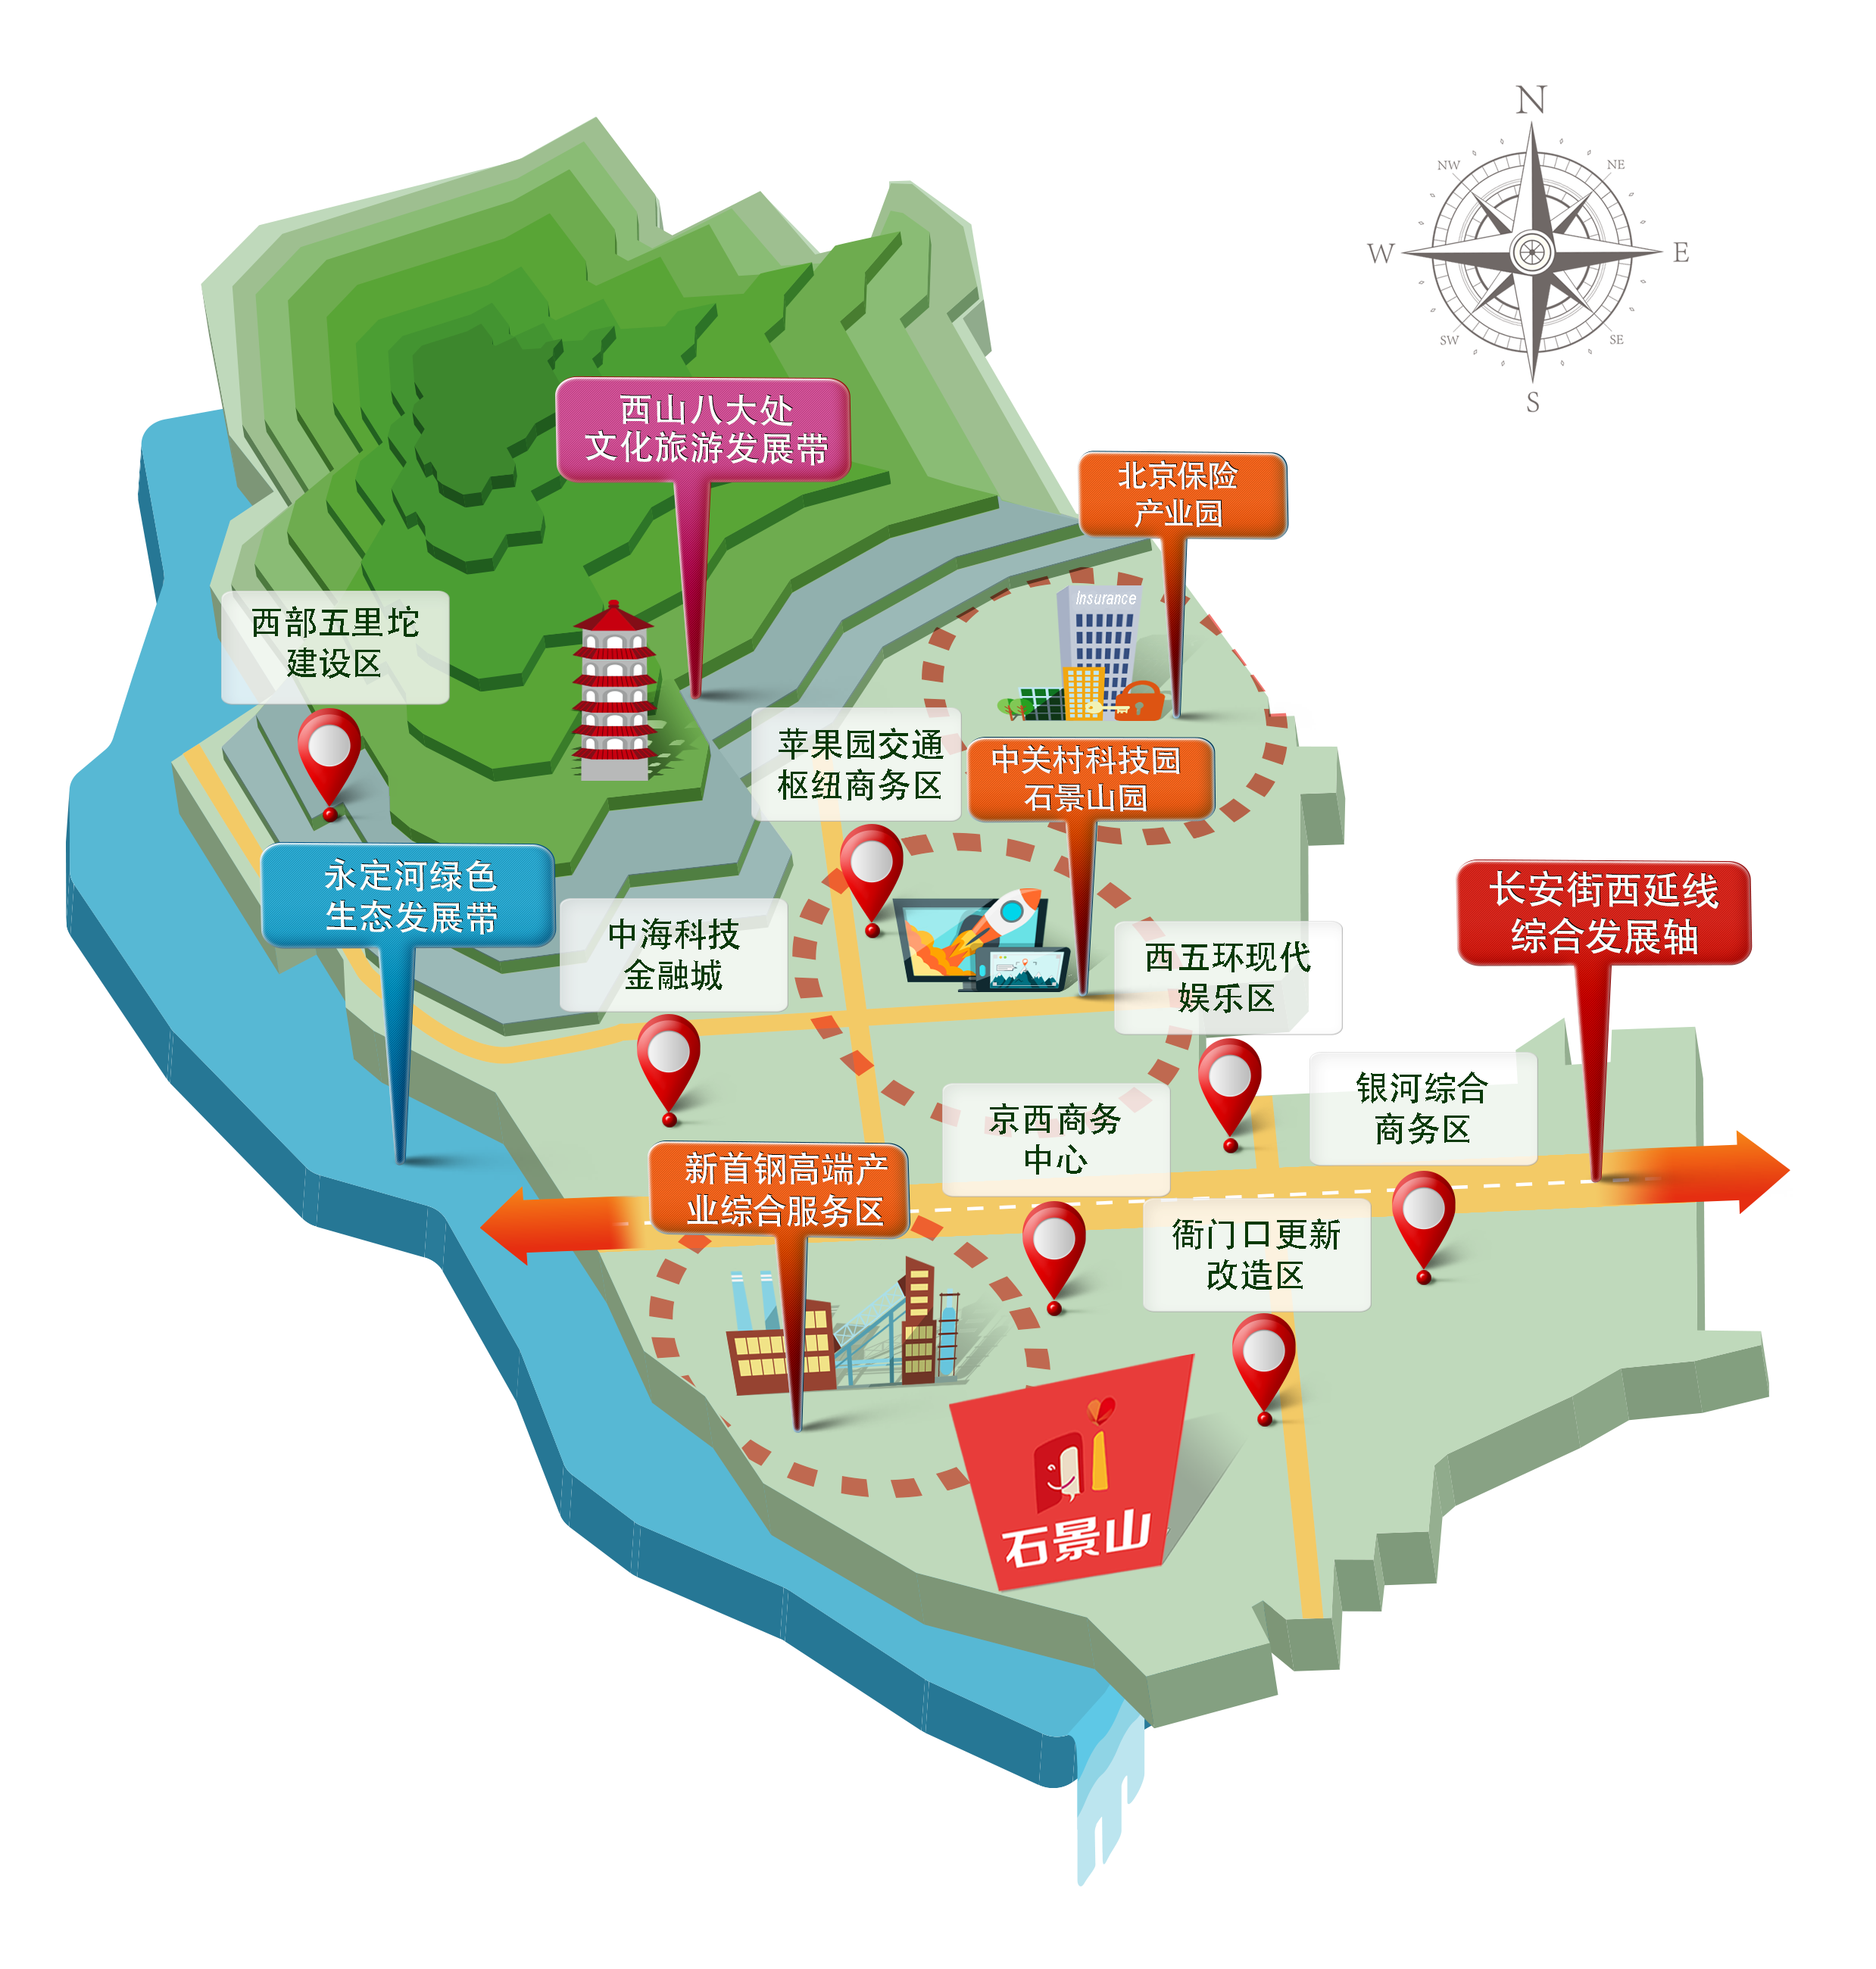 N
NW
NE
W
E
SW
SE
S
西山八大处
文化旅游发展带
北京保险
产业园
Insurance
西部五里坨
建设区
苹果园交通
枢纽商务区
中关村科技园
石景山园
永定河绿色
生态发展带
中海科技
金融城
西五环现代
娱乐区
长安街西延线
综合发展轴
银河综合
商务区
京西商务
中心
新首钢高端产
业综合服务区
衙门口更新
改造区
石景山